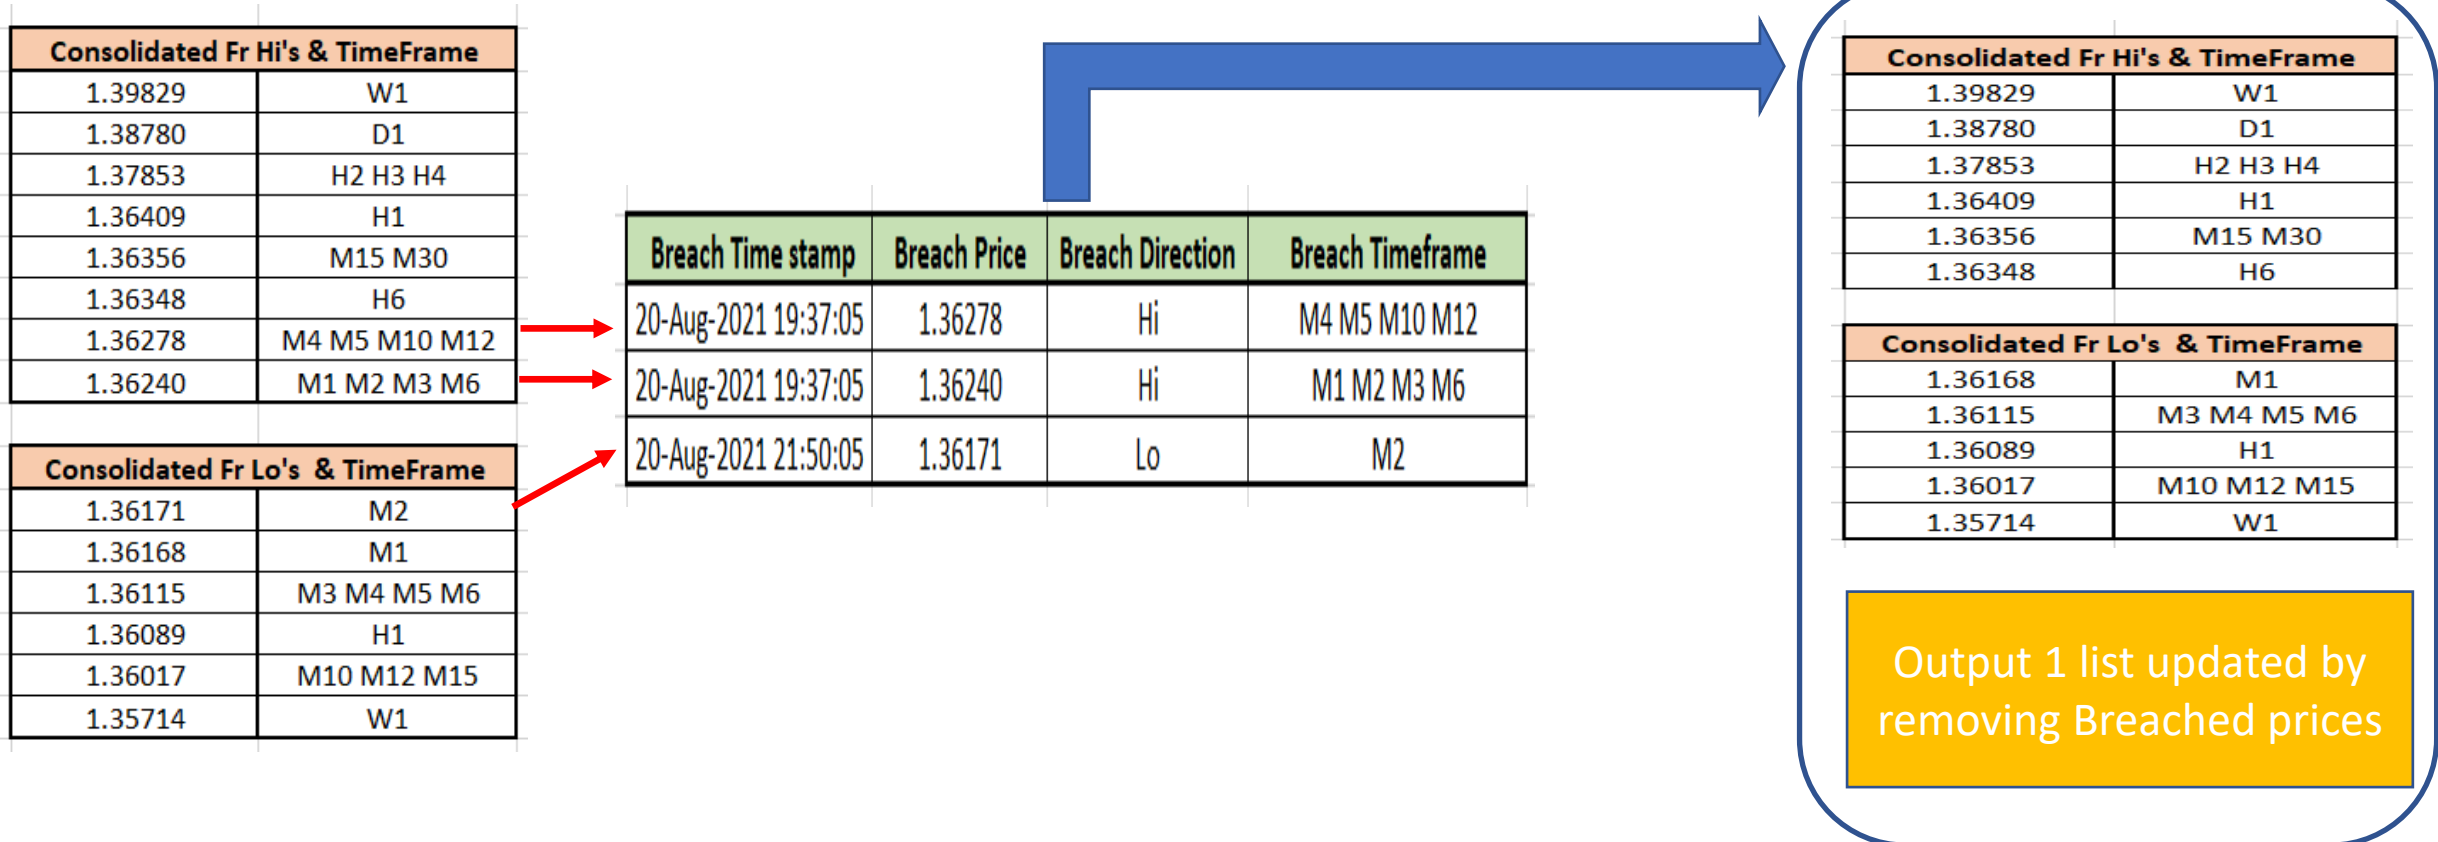 Consolidated Fr Hi's & TimeFrame
1.39829 W1
1.38780 D1
1.37853 H2 H3 H4
1.36409 H1
1.36356 M15 M30
1.36348 H6
1.36278 M4 M5 M10 M12
1.36240 M1 M2 M3 M6
Consolidated Fr Lo's & TimeFrame
1.36171 M2
1.36168 M1
1.36115 M3 M4 M5 M6
1.36089 H1
1.36017 M10 M12 M15
1.35714 W1
Breach Time stamp Breach Price Breach Direction Breach Timeframe
20-Aug-2021 19:37:05 1.36278 Hi M4 M5 M10 M12
20-Aug-2021 19:37:05 1.36240 Hi M1 M2 M3 M6
20-Aug-2021 21:50:05 1.36171 Lo M2
Consolidated Fr Hi's & TimeFrame
1.39829 W1
1.38780 D1
1.37853 H2 H3 H4
1.36409 H1
1.36356 M15 M30
1.36348 H6
Consolidated Fr Lo's & TimeFrame
1.36168 M1
1.36115 M3 M4 M5 M6
1.36089 H1
1.36017 M10 M12 M15
1.35714 W1
Output 1 list updated by
removing Breached prices